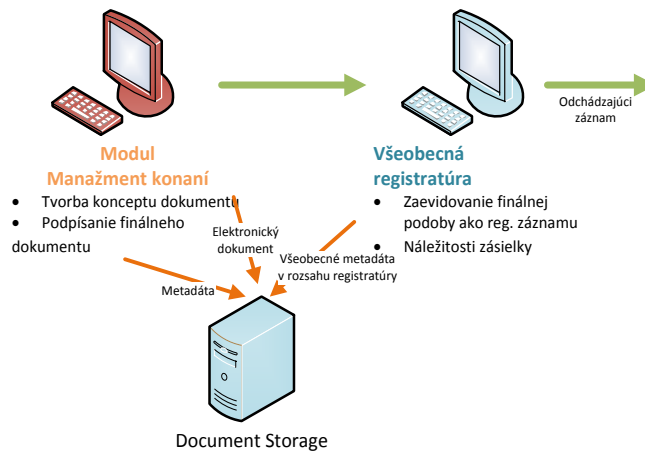 Odchádzajúci
záznam
Modul
Manažment konaní
• Tvorba konceptu dokumentu
• Podpísanie finálneho
dokumentu
Všeobecná
registratúra
• Zaevidovanie finálnej
podoby ako reg. záznamu
• Náležitosti zásielky
Elektronický
dokument
Všeobecné metadáta
v rozsahu registratúry
Metadáta
Document Storage